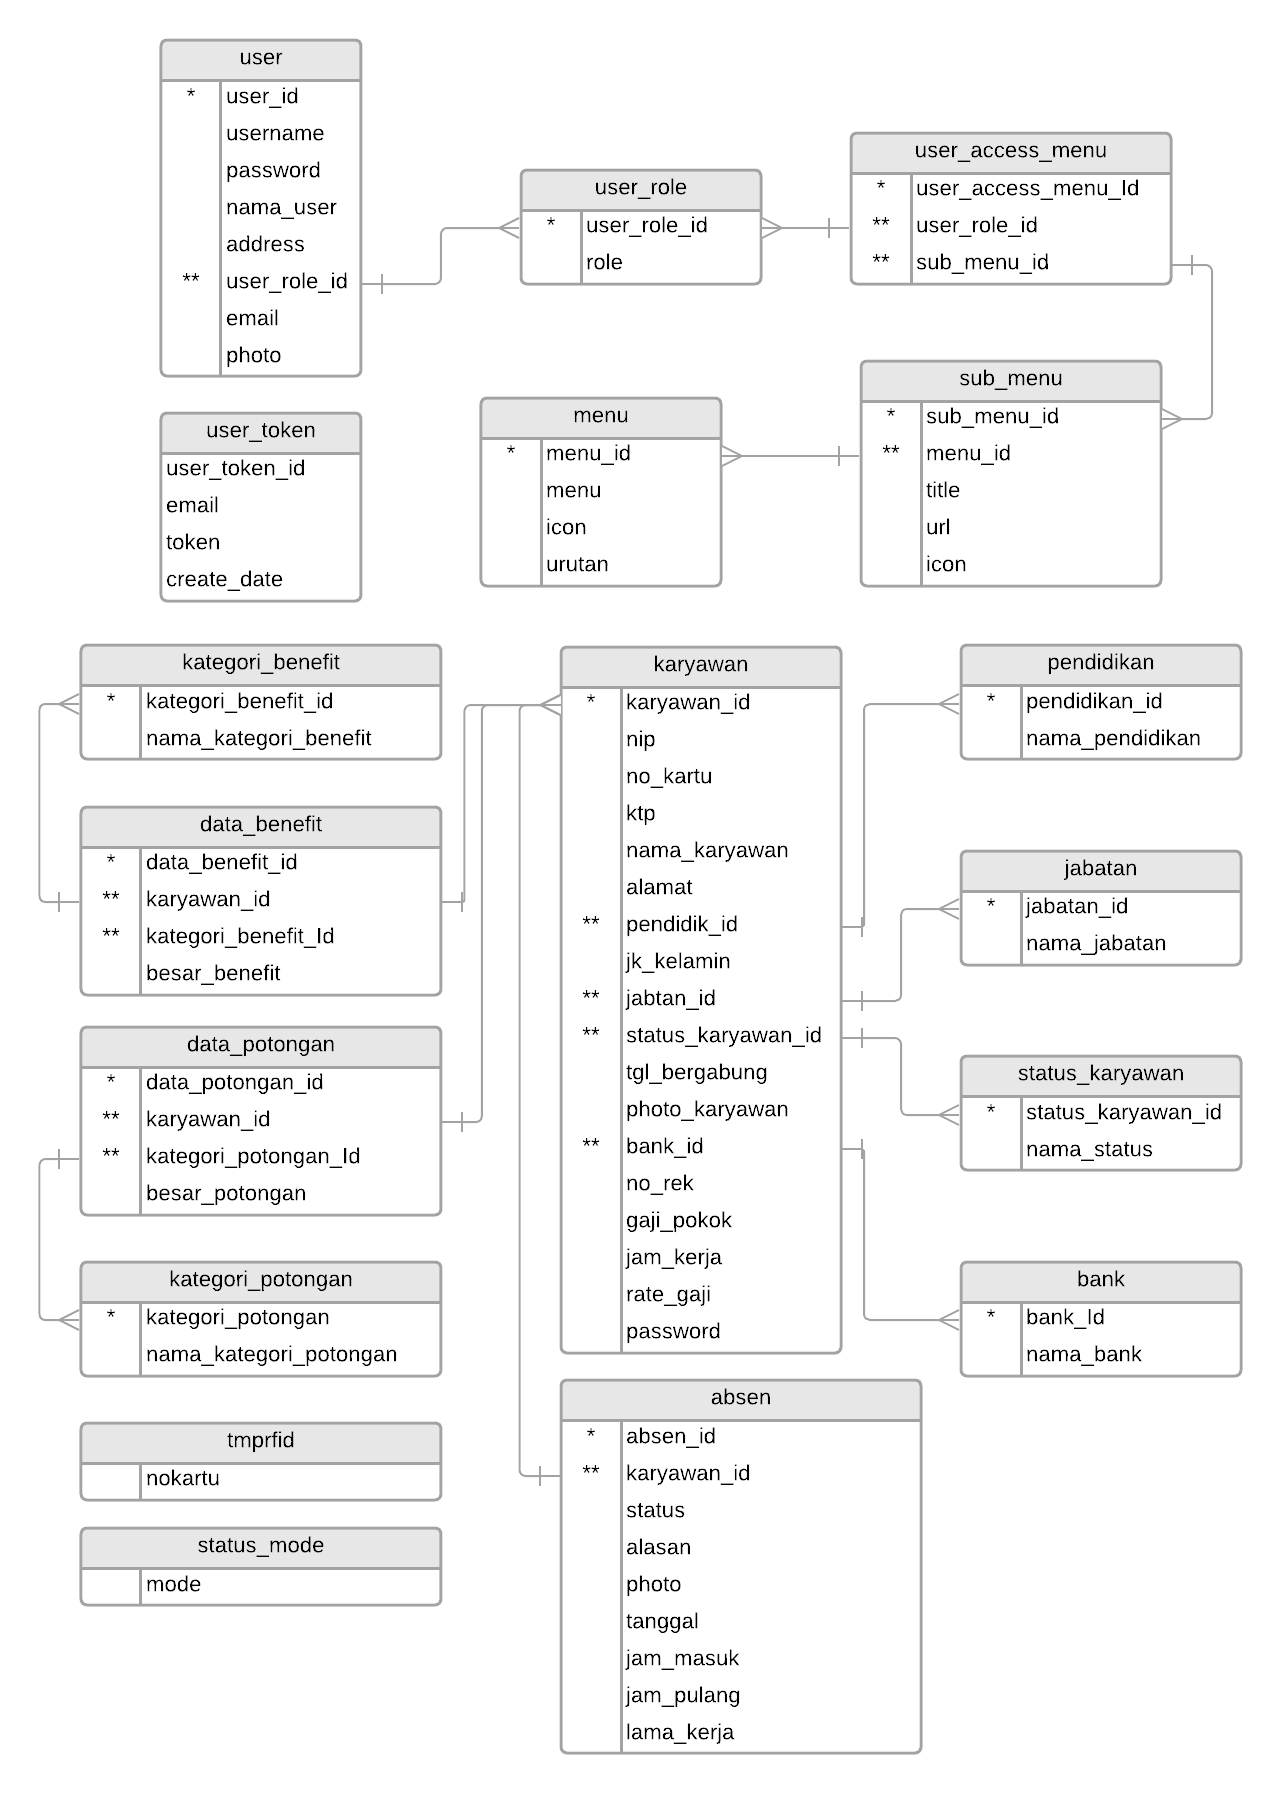 user
* user_id
username
password
nama_user
address
** user_role_id
email
photo
user_role
* user_role_id
role
user_access_menu
* user_access_menu_Id
** user_role_id
** sub_menu_id
user_token
user_token_id
email
token
create_date
menu
* menu_id
menu
icon
urutan
sub_menu
* sub_menu_id
** menu_id
title
url
icon
kategori_benefit
* kategori_benefit_id
nama_kategori_benefit
data_benefit
* data_benefit_id
** karyawan_id
** kategori_benefit_Id
besar_benefit
data_potongan
* data_potongan_id
** karyawan_id
** kategori_potongan_Id
besar_potongan
kategori_potongan
* kategori_potongan
nama_kategori_potongan
tmprfid
nokartu
status_mode
mode
karyawan
* karyawan_id
nip
no_kartu
ktp
nama_karyawan
alamat
** pendidik_id
jk_kelamin
** jabtan_id
** status_karyawan_id
tgl_bergabung
photo_karyawan
** bank_id
no_rek
gaji_pokok
jam_kerja
rate_gaji
password
absen
* absen_id
** karyawan_id
status
alasan
photo
tanggal
jam_masuk
jam_pulang
lama_kerja
pendidikan
* pendidikan_id
nama_pendidikan
jabatan
* jabatan_id
nama_jabatan
status_karyawan
* status_karyawan_id
nama_status
bank
* bank_Id
nama_bank